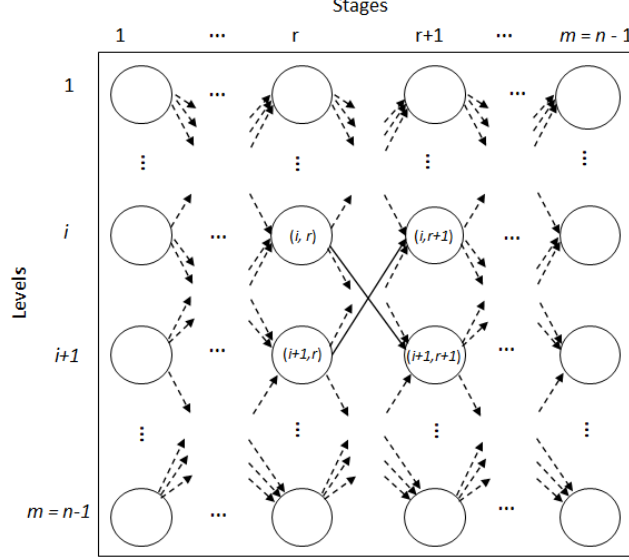 Stages
1 ... r r+1 ... m = n - 1
1
... ... 
... ... ... ...
i
(i, r) (i,r+1)
... ...
Levels
i+1
... ...
(i+1,r) (i+1,r+1)
... ... ... ...
m = n-1
... ...